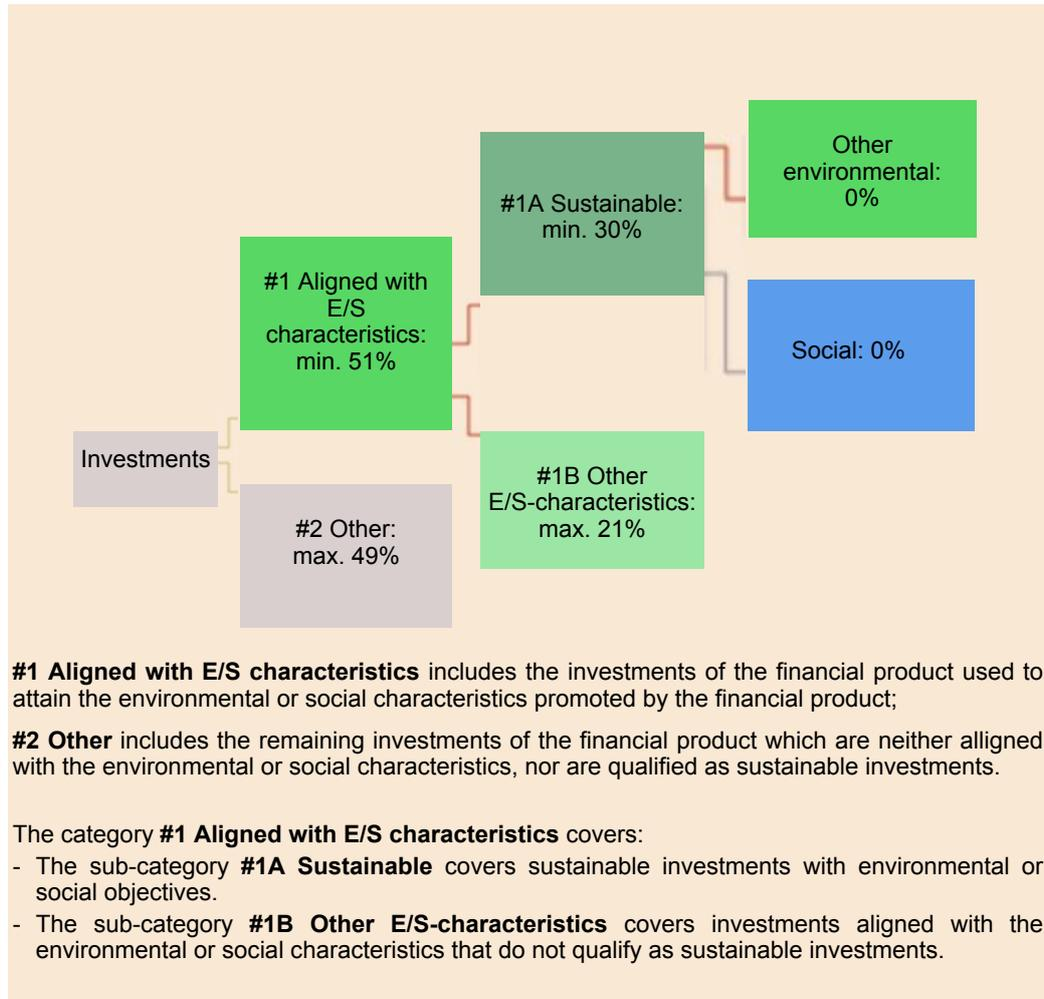 Other
environmental:
0%
#1A Sustainable:
min. 30%
#1 Aligned with
E/S
characteristics:
min. 51%
Social: 0%
Investments
#1B Other
E/S-characteristics:
max. 21%
#2 Other:
max. 49%
#1 Aligned with E/S characteristics includes the investments of the financial product used to
attain the environmental or social characteristics promoted by the financial product;
#2 Other includes the remaining investments of the financial product which are neither alligned
with the environmental or social characteristics, nor are qualified as sustainable investments.
The category #1 Aligned with E/S characteristics covers:
- The sub-category #1A Sustainable covers sustainable investments with environmental or
social objectives.
- The sub-category #1B Other E/S-characteristics covers investments aligned with the
environmental or social characteristics that do not qualify as sustainable investments.